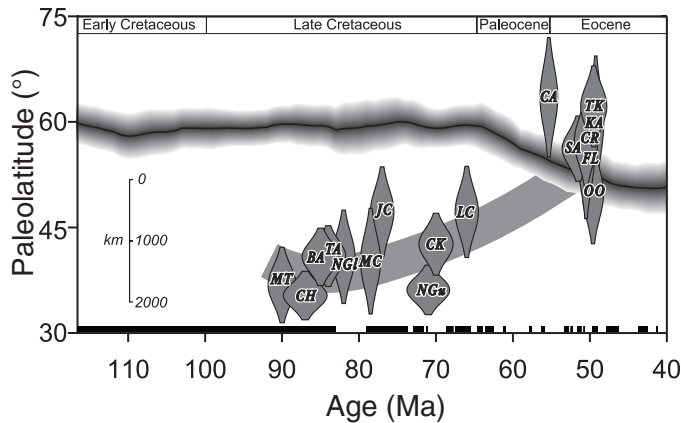 75
Early Cretaceous
Late Cretaceous
Paleocene
Eocene
CA
TK
60
KA
CR
SA
FL
0
OO
JC
LC
45
km
1000
CK
TA
BA
NGl
MC
MT
CH
NGu
2000
30
110 100 90 80 70 60 50 40
Paleolatitude (°)
Age (Ma)